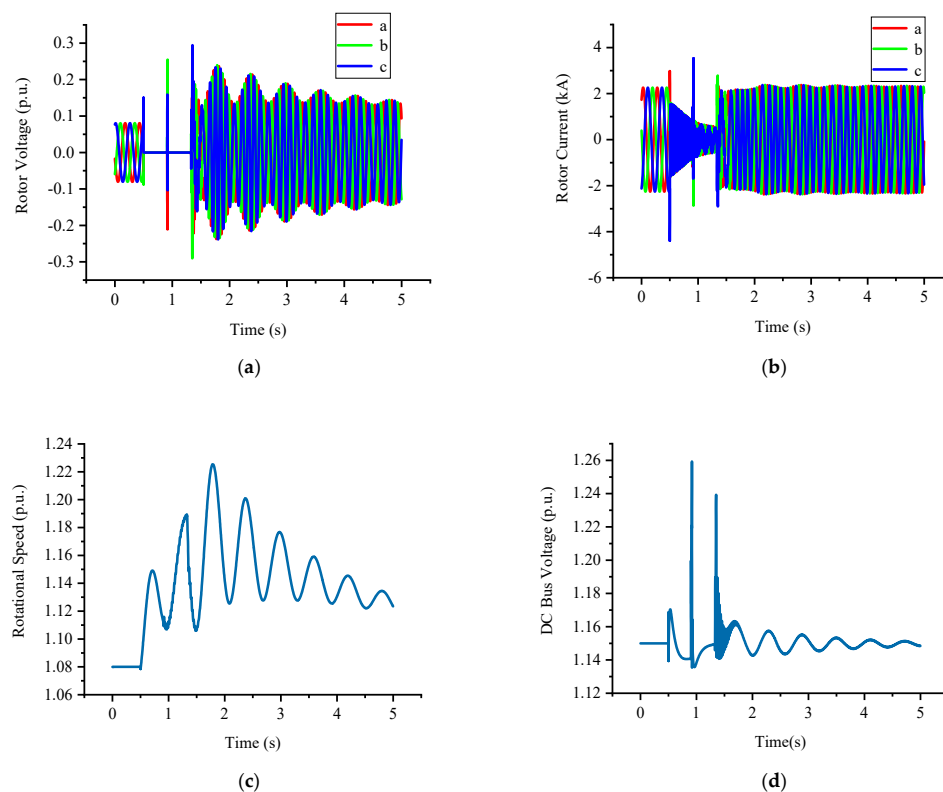 a
b
c
Rotor Voltage (p.u.)
0.3
0.2
0.1
0.0
-0.1
-0.2
-0.3
0 1 2 3 4 5
Time (s)
(a)
a
b
c
Rotor Current (kA)
4
2
0
-2
-4
-6
0 1 2 3 4 5
Time (s)
(b)
Rotational Speed (p.u.)
1.24
1.22
1.20
1.18
1.16
1.14
1.12
1.10
1.08
1.06
0 1 2 3 4 5
Time (s)
(c)
DC Bus Voltage (p.u.)
1.26
1.24
1.22
1.20
1.18
1.16
1.14
1.12
0 1 2 3 4 5
Time(s)
(d)